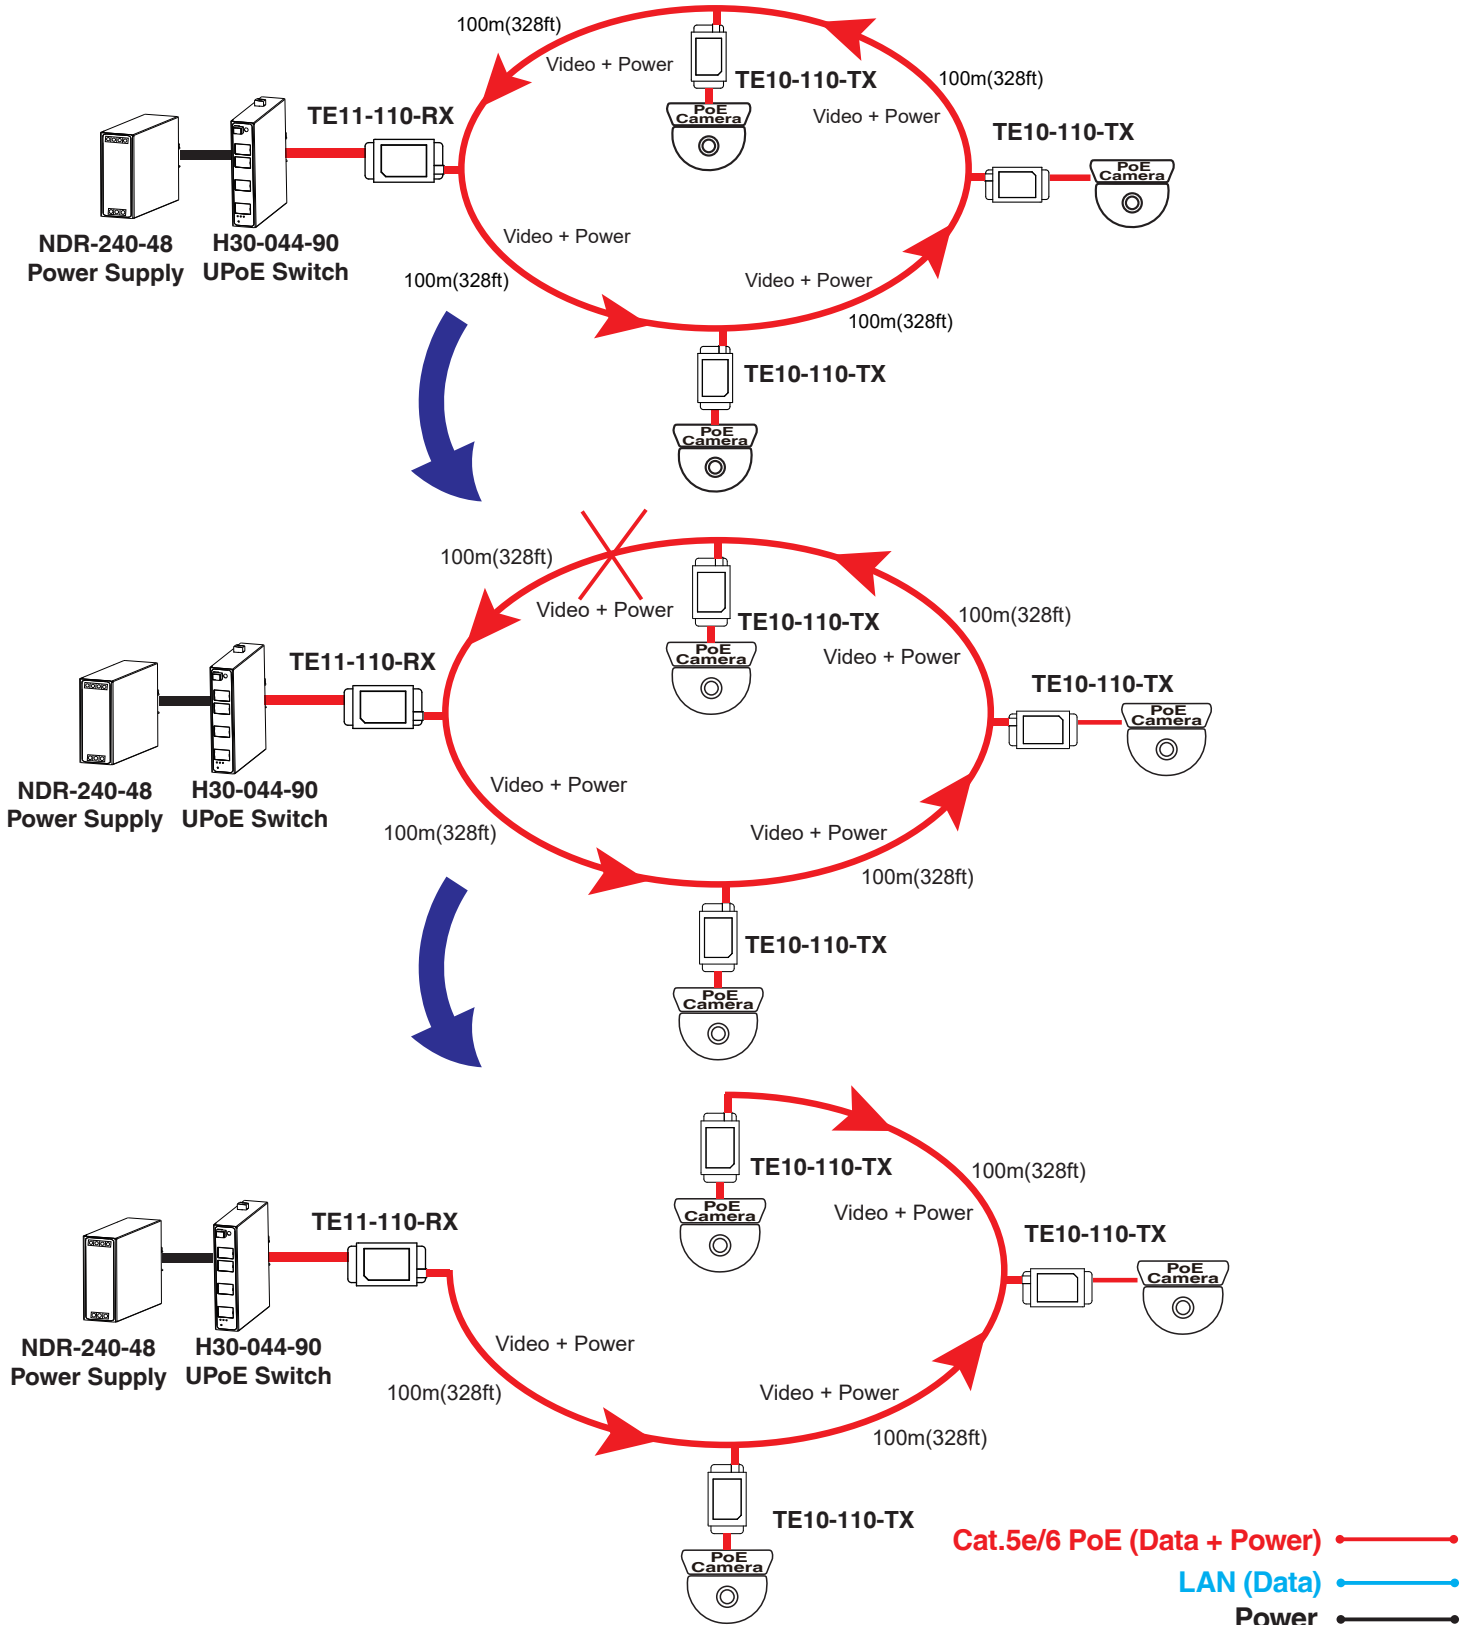 100m(328ft)
Video + Power
TE10-110-TX
PoE
Camera
100m(328ft)
Video + Power
TE11-110-RX
TE10-110-TX
PoE
Camera
NDR-240-48
Power Supply
H30-044-90
UPoE Switch
Video + Power
100m(328ft)
Video + Power
100m(328ft)
TE10-110-TX
PoE
Camera
100m(328ft)
Video + Power
TE10-110-TX
PoE
Camera
100m(328ft)
Video + Power
TE11-110-RX
TE10-110-TX
PoE
Camera
NDR-240-48
Power Supply
H30-044-90
UPoE Switch
Video + Power
100m(328ft)
Video + Power
100m(328ft)
TE10-110-TX
PoE
Camera
TE10-110-TX
PoE
Camera
100m(328ft)
Video + Power
TE11-110-RX
TE10-110-TX
PoE
Camera
NDR-240-48
Power Supply
H30-044-90
UPoE Switch
Video + Power
100m(328ft)
Video + Power
100m(328ft)
TE10-110-TX
PoE
Camera
Cat.5e/6 PoE (Data + Power)
LAN (Data)
Power